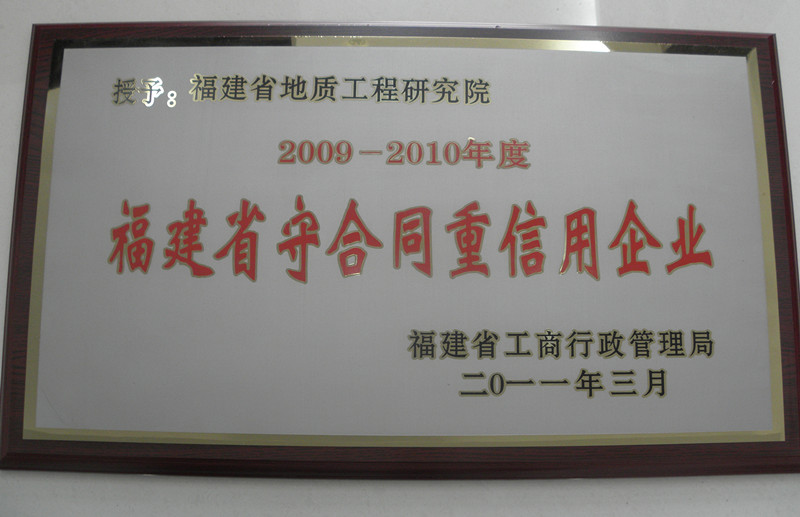 授予：福建省地质工程研究院
2009－2010年度
福建省守合同重信用企业
福建省工商行政管理局
二0一一年三月